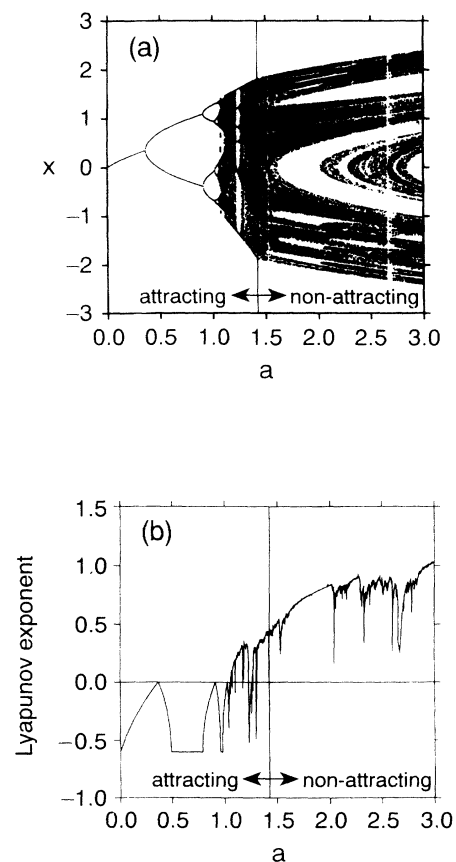 (a)
3
2
1
x 0
−1
−2
−3
attracting non-attracting
0.0 0.5 1.0 1.5 2.0 2.5 3.0
a
(b)
1.5
1.0
0.5
0.0
−0.5
−1.0
Lyapunov exponent
attracting non-attracting
0.0 0.5 1.0 1.5 2.0 2.5 3.0
a